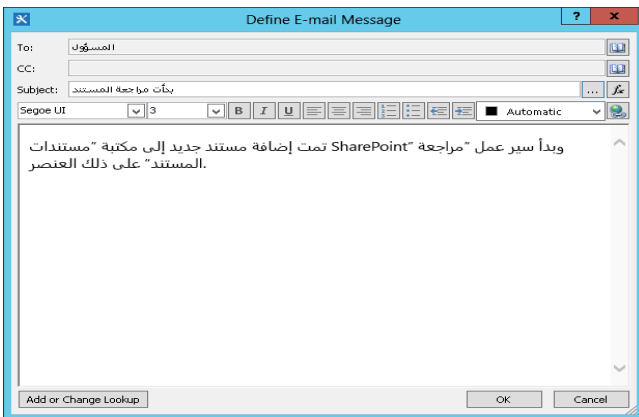 Define E-mail Message
To: المسؤول
CC:
Subject: بدأت مراجعة المستند
Segoe UI 3 B I U Automatic
وبدأ سير عمل "مراجعة "SharePoint تمت إضافة مستند جديد إلى مكتبة "مستندات
المستند" على ذلك العنصر.
Add or Change Lookup OK Cancel